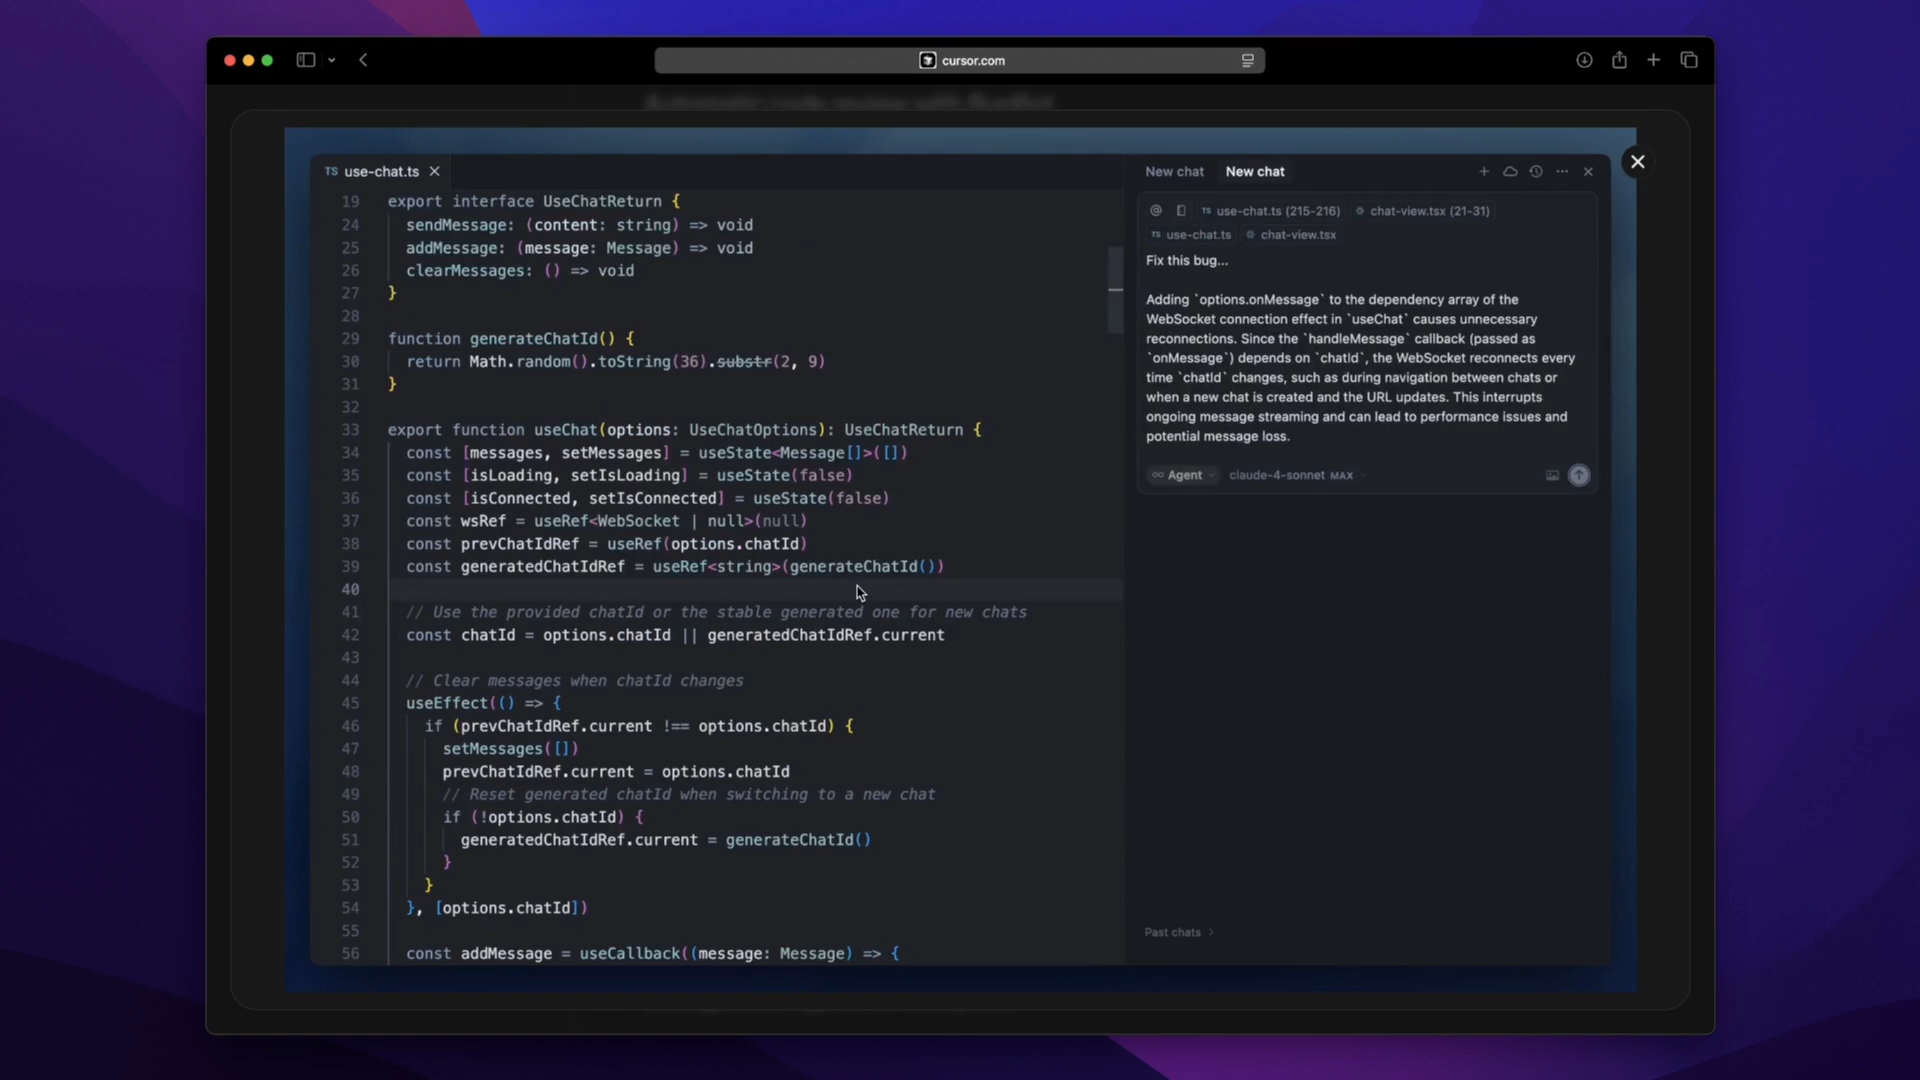 cursor.com
TS use-chat.ts
19 export interface UseChatReturn {
24 sendMessage: (content: string) => void
25 addMessage: (message: Message) => void
26 clearMessages: () => void
27 }
28
29 function generateChatId() {
30 return Math.random().toString(36).substr(2, 9)
31 }
32
33 export function useChat(options: UseChatOptions): UseChatReturn {
34 const [messages, setMessages] = useState<Message[]>([])
35 const [isLoading, setIsLoading] = useState(false)
36 const [isConnected, setIsConnected] = useState(false)
37 const wsRef = useRef<WebSocket | null>(null)
38 const prevChatIdRef = useRef(options.chatId)
39 const generatedChatIdRef = useRef<string>(generateChatId())
40
41 // Use the provided chatId or the stable generated one for new chats
42 const chatId = options.chatId || generatedChatIdRef.current
43
44 // Clear messages when chatId changes
45 useEffect(() => {
46 if (prevChatIdRef.current !== options.chatId) {
47 setMessages([])
48 prevChatIdRef.current = options.chatId
49 // Reset generated chatId when switching to a new chat
50 if (!options.chatId) {
51 generatedChatIdRef.current = generateChatId()
52 }
53 }
54 }, [options.chatId])
55
56 const addMessage = useCallback((message: Message) => {
New chat New chat
@ TS use-chat.ts (215-216) chat-view.tsx (21-31)
TS use-chat.ts chat-view.tsx
Fix this bug...
Adding `options.onMessage` to the dependency array of the
WebSocket connection effect in `useChat` causes unnecessary
reconnections. Since the `handleMessage` callback (passed as
`onMessage`) depends on `chatId`, the WebSocket reconnects every
time `chatId` changes, such as during navigation between chats or
when a new chat is created and the URL updates. This interrupts
ongoing message streaming and can lead to performance issues and
potential message loss.
∞ Agent claude-4-sonnet MAX
Past chats